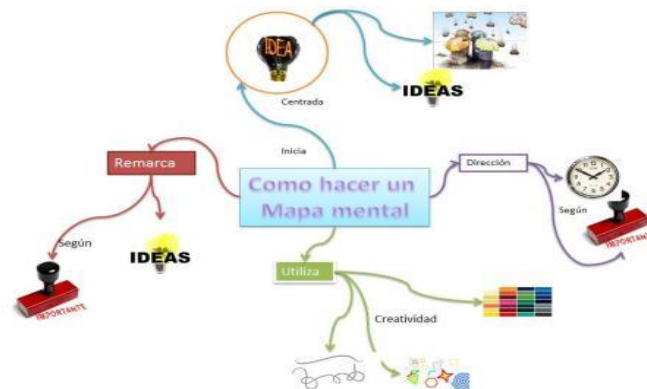 IDEA
Centrada
IDEAS
Inicia
Remarca
Como hacer un
Mapa mental
Dirección
Según
IMPORTANTE
Según
IDEAS
IMPORTANTE
Utiliza
Creatividad